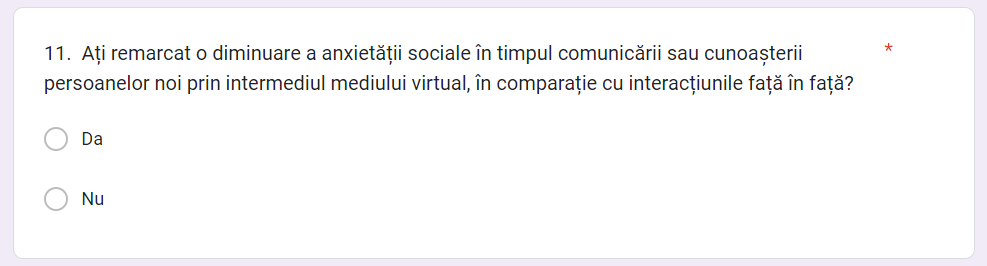 11. Ați remarcat o diminuare a anxietății sociale în timpul comunicării sau cunoașterii *
persoanelor noi prin intermediul mediului virtual, în comparație cu interacțiunile față în față?
Da
Nu